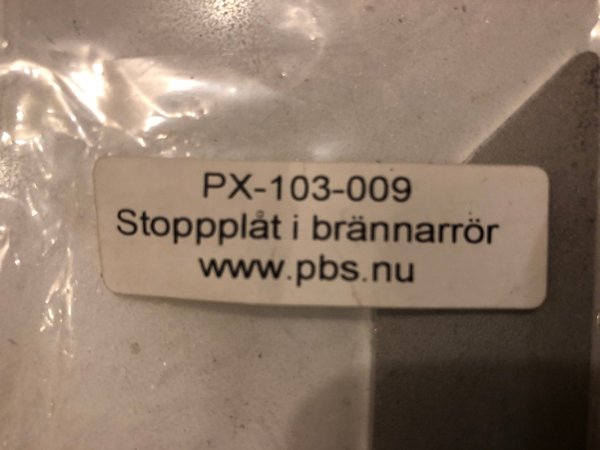 PX-103-009
Stoppplåt i brännarrör
www.pbs.nu